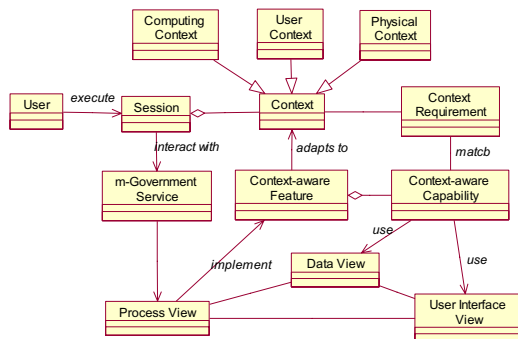 Computing
Context
User
Context
Physical
Context
User
execute
Session
Context
Context
Requirement
interact with
adapts to
matcb
m-Government
Service
Context-aware
Feature
Context-aware
Capability
use
use
implement
Data View
Process View
User Interface
View